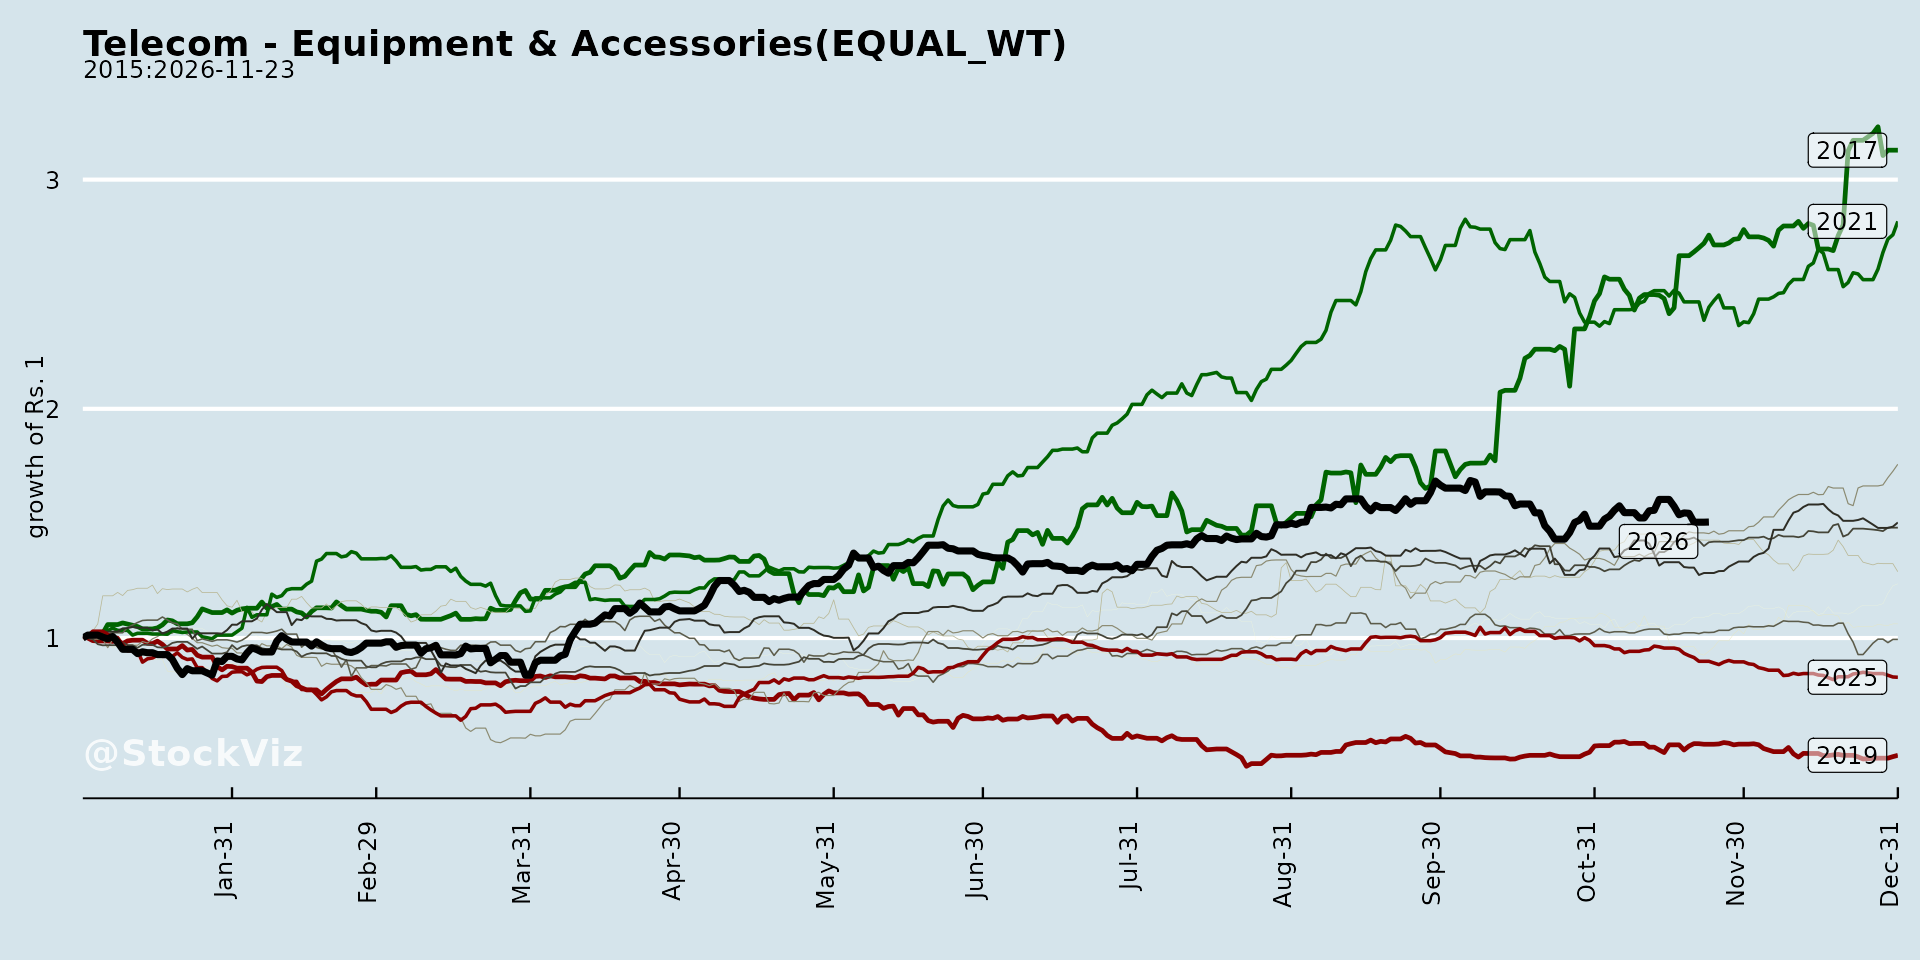 Telecom - Equipment & Accessories(EQUAL_WT)
2015:2026-11-23
growth of Rs. 1
3
2
1
2017
2021
2026
2025
2019
@StockViz
Jan-31
Feb-29
Mar-31
Apr-30
May-31
Jun-30
Jul-31
Aug-31
Sep-30
Oct-31
Nov-30
Dec-31